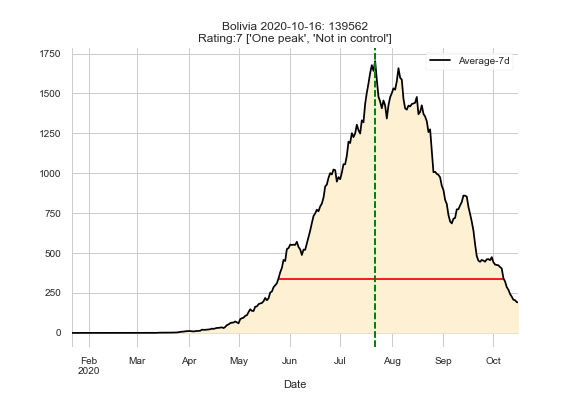 Bolivia 2020-10-16: 139562
Rating:7 ['One peak', 'Not in control']
Average-7d
1750
1500
1250
1000
750
500
250
0
Feb Mar Apr May Jun Jul Aug Sep Oct
2020
Date